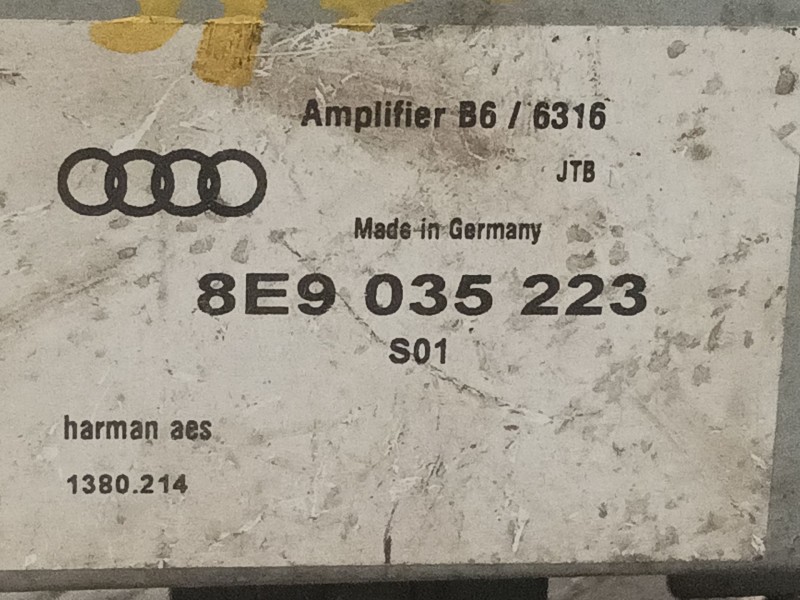 Amplifier B6 / 6316
JTB
Made in Germany
8E9 035 223
S01
harman aes
1380.214